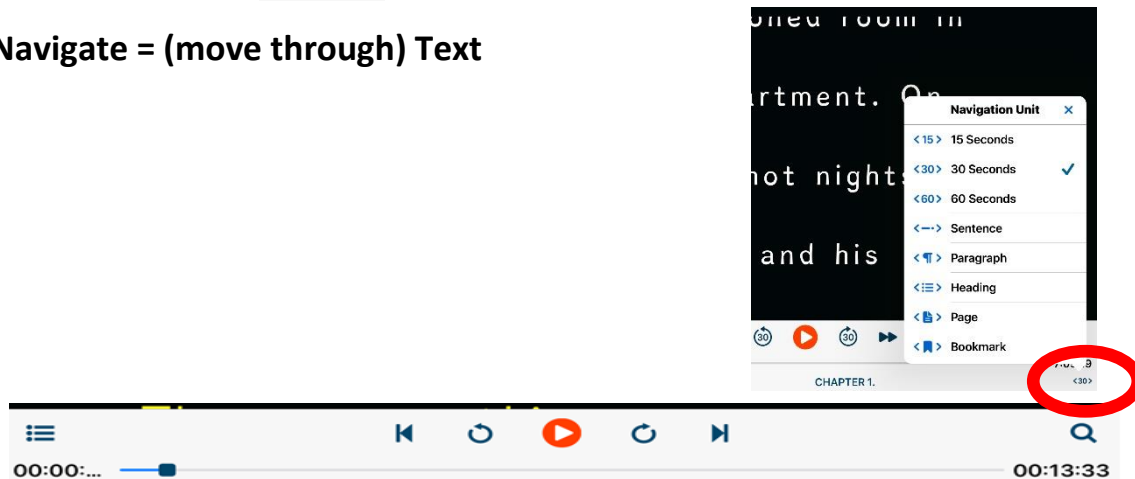 Navigate = (move through) Text
oned room in
rtment. On
not nights
and his
Navigation Unit ×
<15> 15 Seconds
<30> 30 Seconds
<60> 60 Seconds
Sentence
¶ Paragraph
Heading
Page
Bookmark
30 30
CHAPTER 1.
<30>
00:00:... 00:13:33